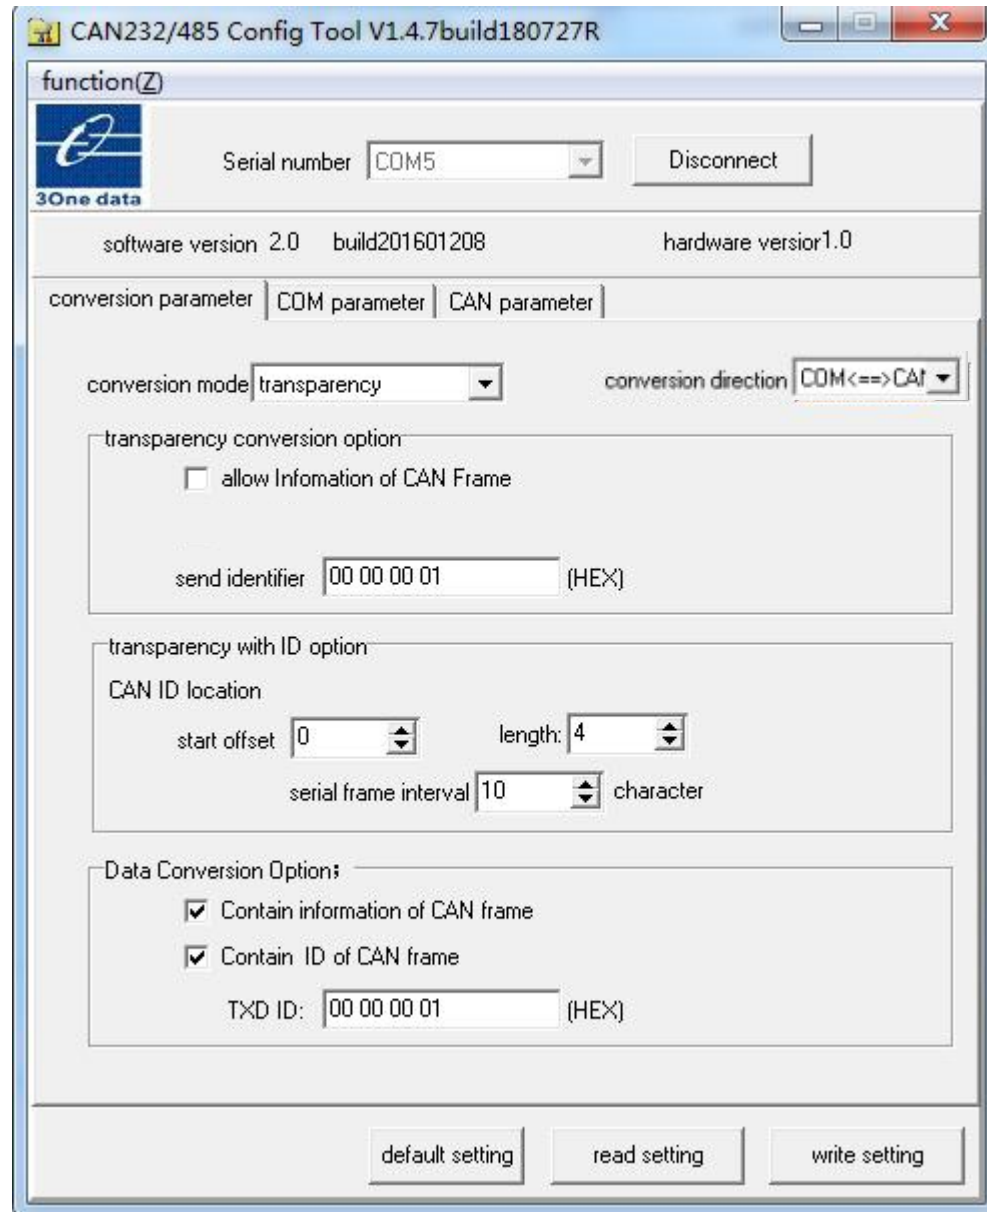 CAN232/485 Config Tool V1.4.7build180727R
function(Z)
3One data
Serial number COM5 Disconnect
software version 2.0 build201601208 hardware versior1.0
conversion parameter COM parameter CAN parameter
conversion mode transparency conversion direction COM<==>CAN
transparency conversion option
allow Infomation of CAN Frame
send identifier 00 00 00 01 (HEX)
transparency with ID option
CAN ID location
start offset 0 length: 4
serial frame interval 10 character
Data Conversion Option;
Contain information of CAN frame
Contain ID of CAN frame
TXD ID: 00 00 00 01 (HEX)
default setting read setting write setting